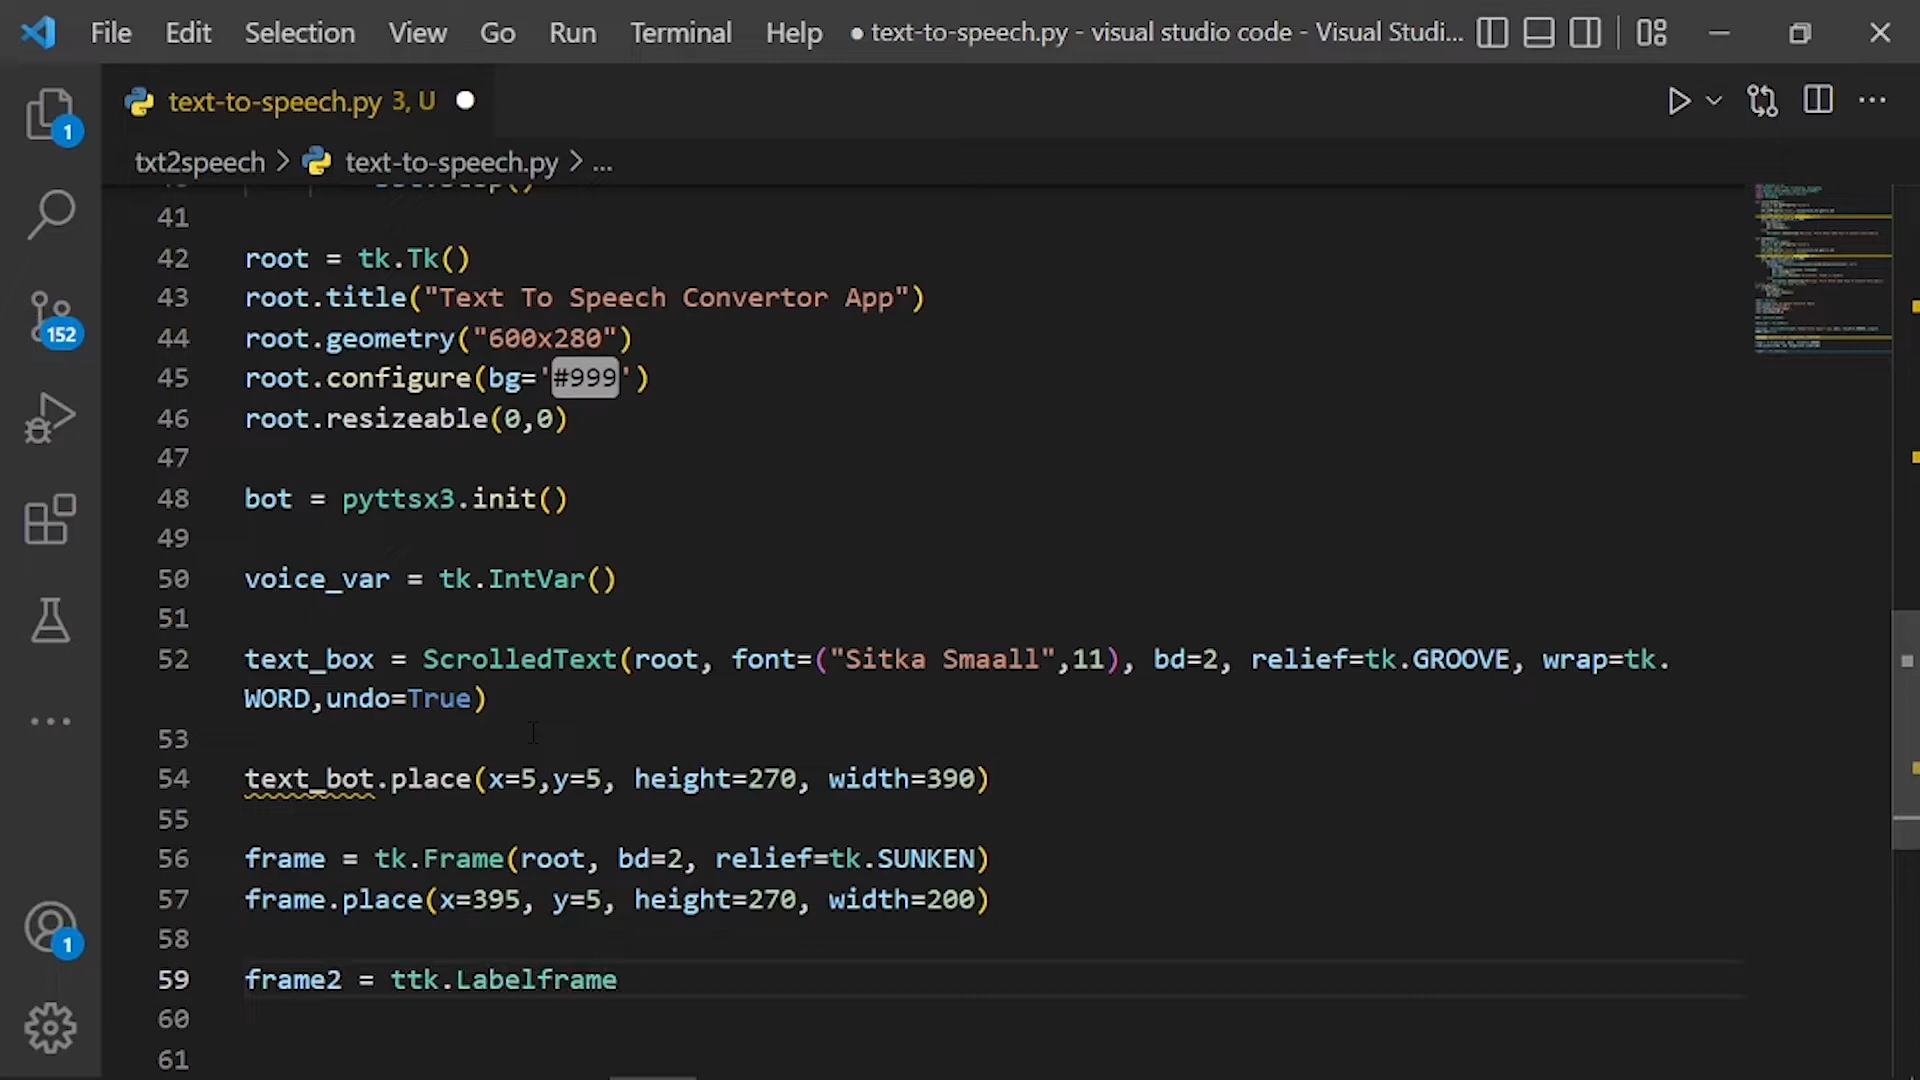 File Edit Selection View Go Run Terminal Help ● text-to-speech.py - visual studio code - Visual Studi...
text-to-speech.py 3, U
txt2speech > text-to-speech.py > ...
41
42 root = tk.Tk()
43 root.title("Text To Speech Convertor App")
44 root.geometry("600x280")
45 root.configure(bg='#999')
46 root.resizeable(0,0)
47
48 bot = pyttsx3.init()
49
50 voice_var = tk.IntVar()
51
52 text_box = ScrolledText(root, font=("Sitka Smaall",11), bd=2, relief=tk.GROOVE, wrap=tk.
WORD,undo=True)
53
54 text_bot.place(x=5,y=5, height=270, width=390)
55
56 frame = tk.Frame(root, bd=2, relief=tk.SUNKEN)
57 frame.place(x=395, y=5, height=270, width=200)
58
59 frame2 = ttk.Labelframe
60
61
1
152
1